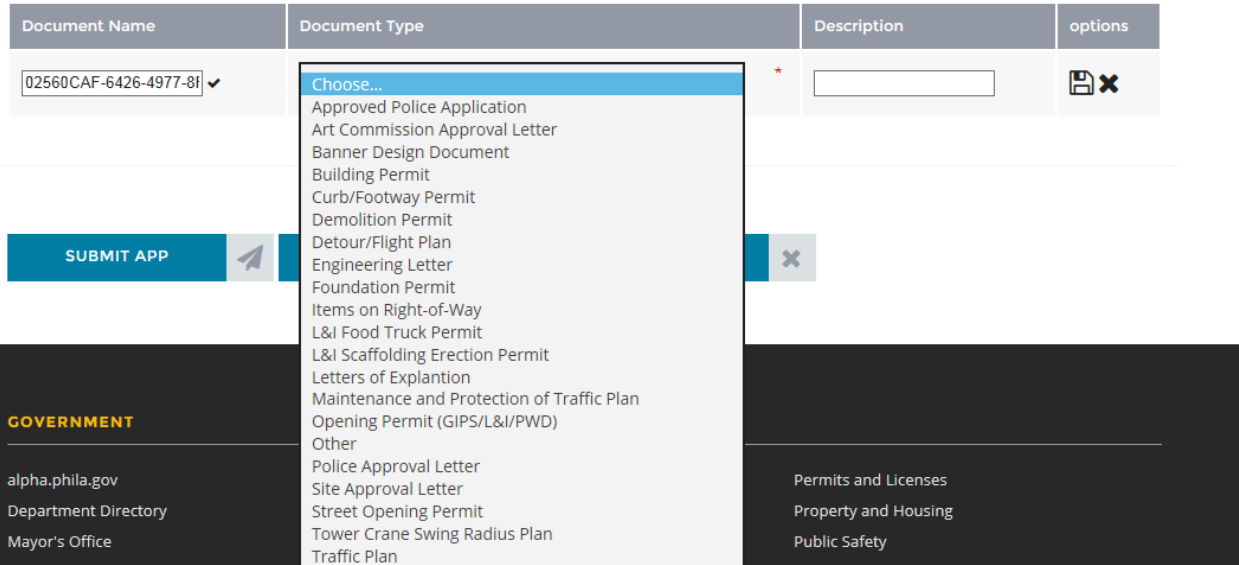 Document Name Document Type Description options
02560CAF-6426-4977-8
Choose... *
Approved Police Application
Art Commission Approval Letter
Banner Design Document
Building Permit
Curb/Footway Permit
Demolition Permit
Detour/Flight Plan
Engineering Letter
Foundation Permit
Items on Right-of-Way
L&I Food Truck Permit
L&I Scaffolding Erection Permit
Letters of Explantion
Maintenance and Protection of Traffic Plan
Opening Permit (GIPS/L&I/PWD)
Other
Police Approval Letter
Site Approval Letter
Street Opening Permit
Tower Crane Swing Radius Plan
Traffic Plan
SUBMIT APP
GOVERNMENT
alpha.phila.gov
Department Directory
Mayor's Office
Permits and Licenses
Property and Housing
Public Safety